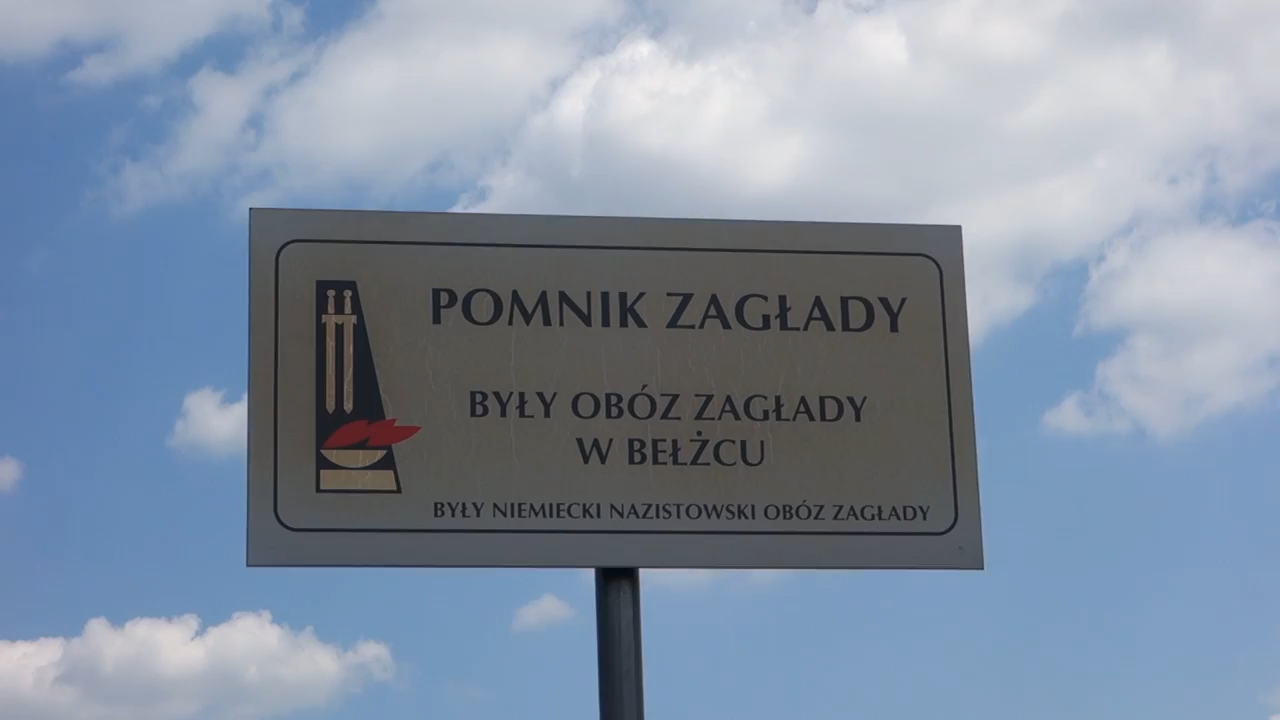 POMNIK ZAGŁADY
BYŁY OBÓZ ZAGŁADY
W BEŁŻCU
BYŁY NIEMIECKI NAZISTOWSKI OBÓZ ZAGŁADY